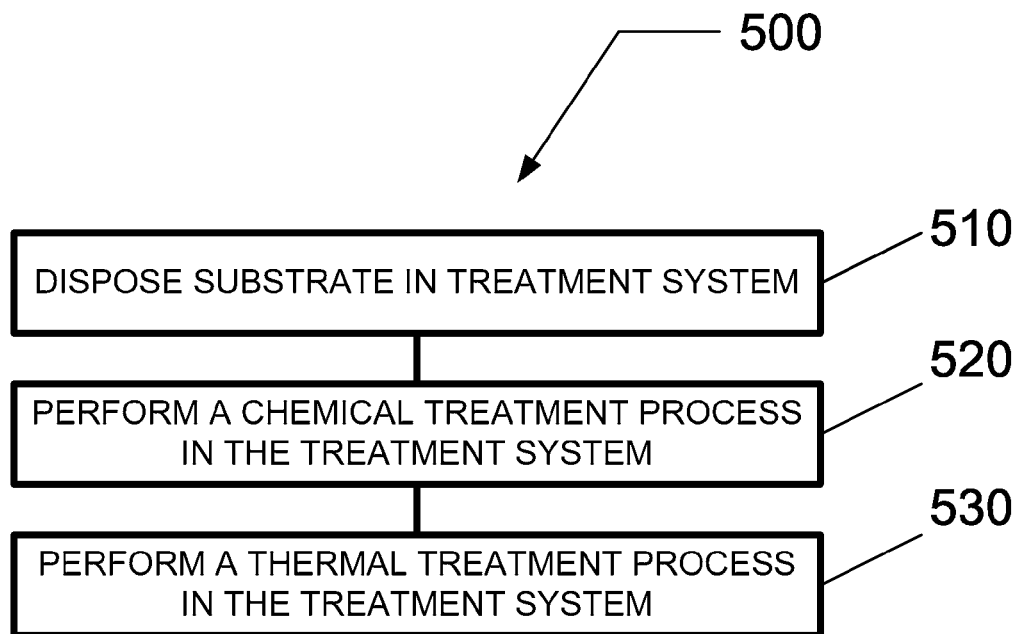 500
510
DISPOSE SUBSTRATE IN TREATMENT SYSTEM
520
PERFORM A CHEMICAL TREATMENT PROCESS
IN THE TREATMENT SYSTEM
530
PERFORM A THERMAL TREATMENT PROCESS
IN THE TREATMENT SYSTEM